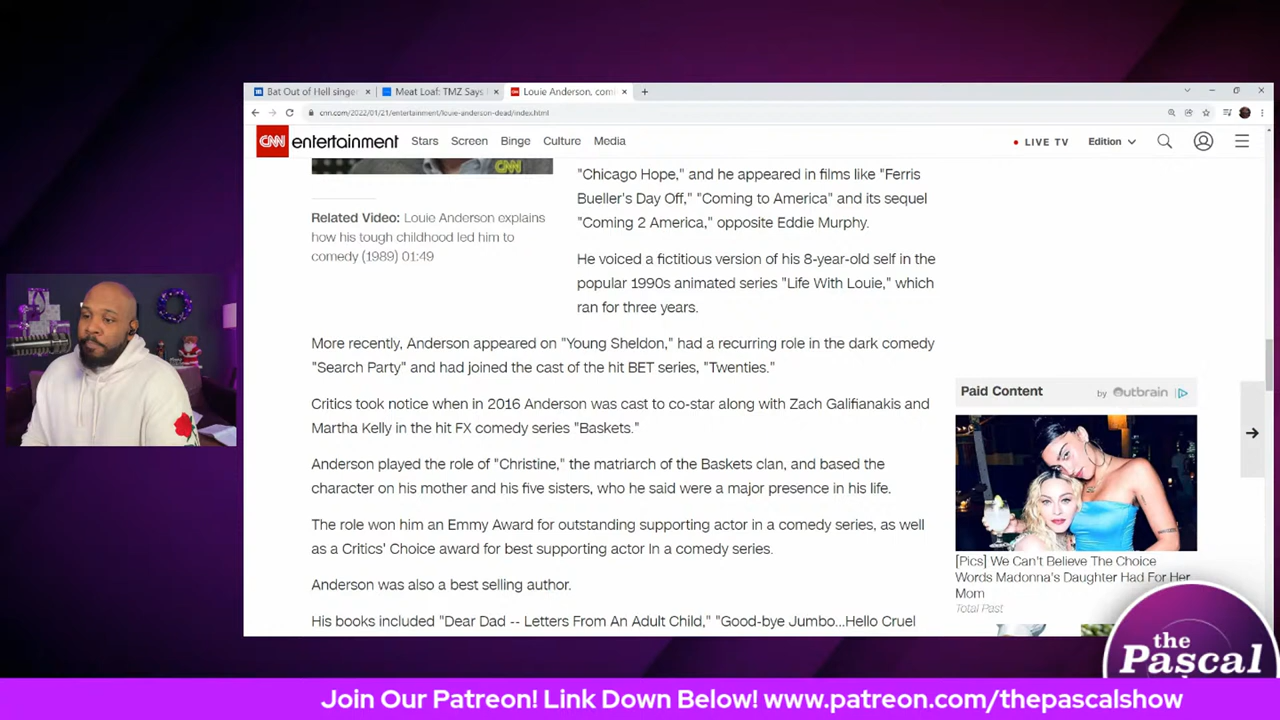 Bat Out of Hell singer
Meat Loaf: TMZ Says
Louie Anderson, com
cnn.com/2022/01/21/entertainment/louie-anderson-dead/index.html
CNN entertainment Stars Screen Binge Culture Media LIVE TV Edition
CNN
"Chicago Hope," and he appeared in films like "Ferris
Bueller's Day Off," "Coming to America" and its sequel
"Coming 2 America," opposite Eddie Murphy.
Related Video: Louie Anderson explains
how his tough childhood led him to
comedy (1989) 01:49
He voiced a fictitious version of his 8-year-old self in the
popular 1990s animated series "Life With Louie," which
ran for three years.
More recently, Anderson appeared on "Young Sheldon," had a recurring role in the dark comedy
"Search Party" and had joined the cast of the hit BET series, "Twenties."
Critics took notice when in 2016 Anderson was cast to co-star along with Zach Galifianakis and
Martha Kelly in the hit FX comedy series "Baskets."
Anderson played the role of "Christine," the matriarch of the Baskets clan, and based the
character on his mother and his five sisters, who he said were a major presence in his life.
The role won him an Emmy Award for outstanding supporting actor in a comedy series, as well
as a Critics' Choice award for best supporting actor In a comedy series.
Anderson was also a best selling author.
His books included "Dear Dad -- Letters From An Adult Child," "Good-bye Jumbo...Hello Cruel
Paid Content by Outbrain
[Pics] We Can't Believe The Choice
Words Madonna's Daughter Had For Her
Mom
Total Past
the
Pascal
Join Our Patreon! Link Down Below! www.patreon.com/thepascalshow